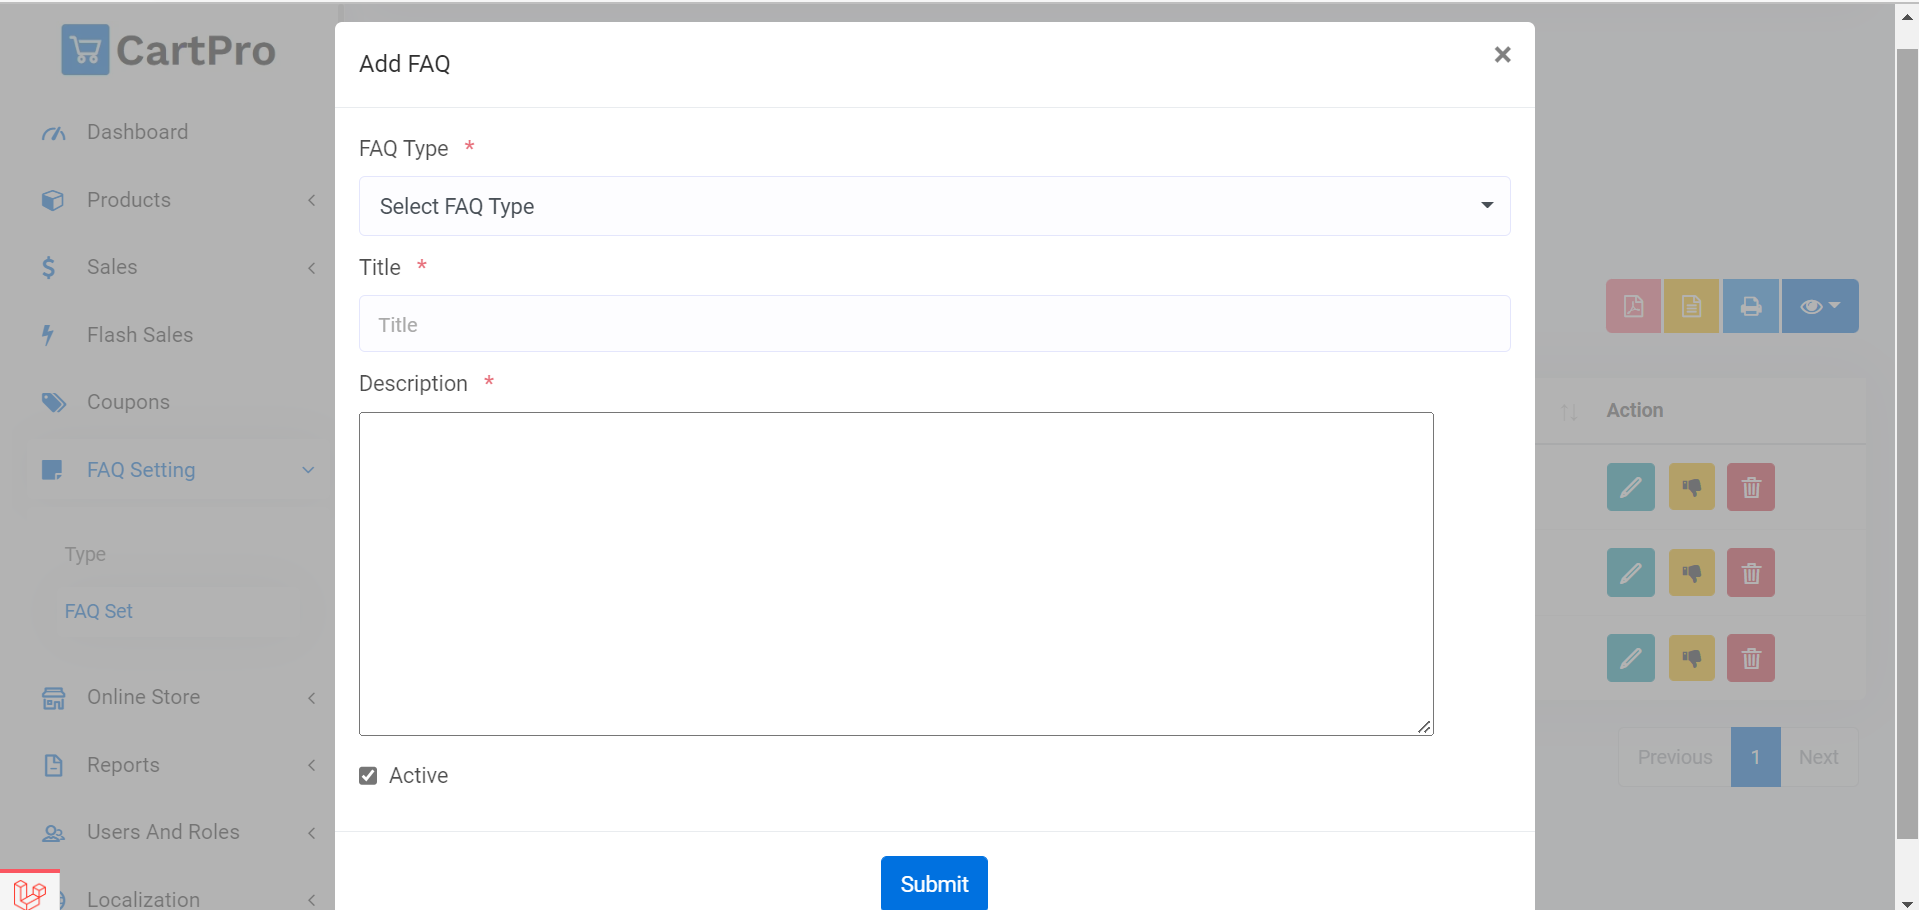 CartPro
Dashboard
Products
Sales
Flash Sales
Coupons
FAQ Setting
Type
FAQ Set
Online Store
Reports
Users And Roles
Localization
Add FAQ
FAQ Type *
Select FAQ Type
Title *
Title
Description *
Active
Submit
Action
Previous 1 Next